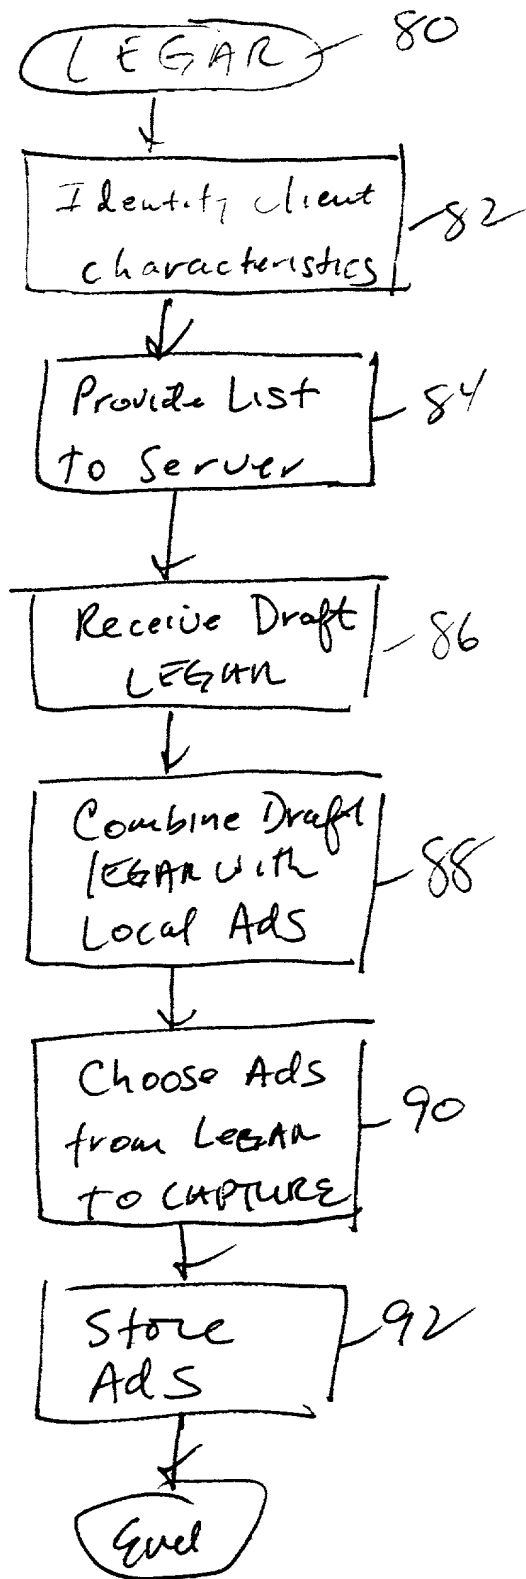 LEGAR 80
Identify client 82
characteristics
Provide List 84
to Server
Receive Draft 86
LEGAR
Combine Draft
LEGAR with 88
Local Ads
Choose Ads
from LEGAR 90
to CAPTURE
Store 92
Ads
End